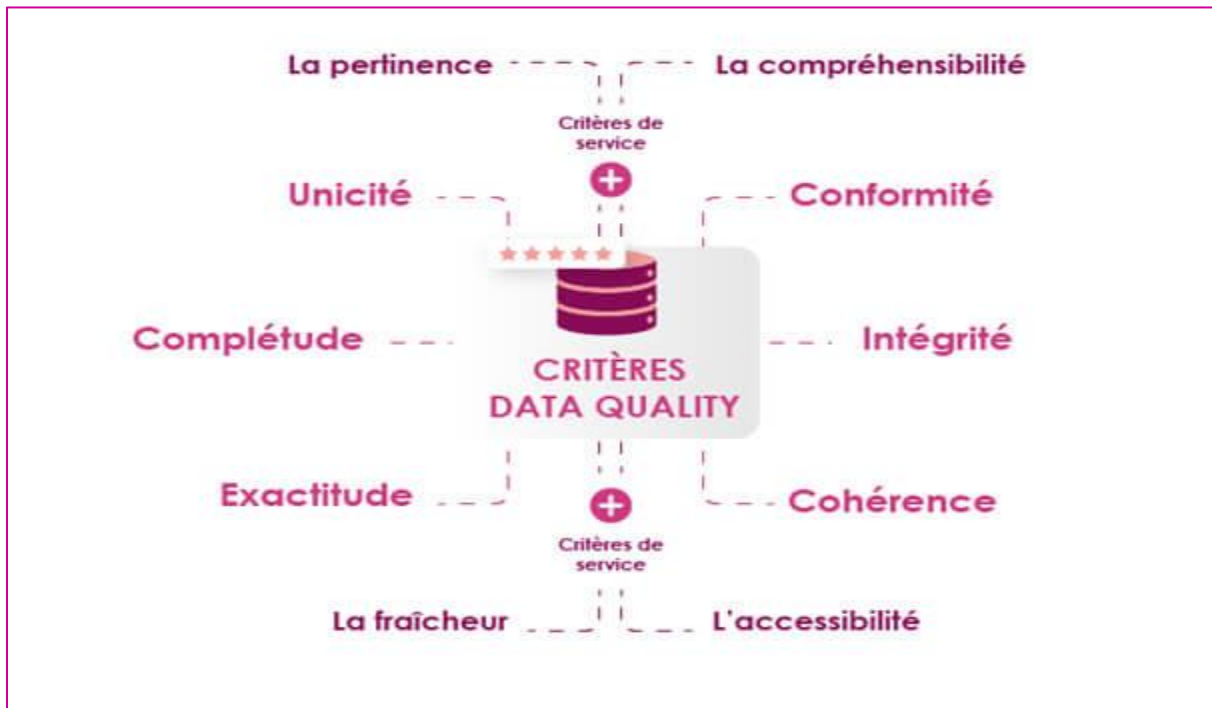 La pertinence
La compréhensibilité
Critères de
service
Unicité
Conformité
Complétude
Intégrité
CRITÈRES
DATA QUALITY
Exactitude
Cohérence
Critères de
service
La fraîcheur
L'accessibilité